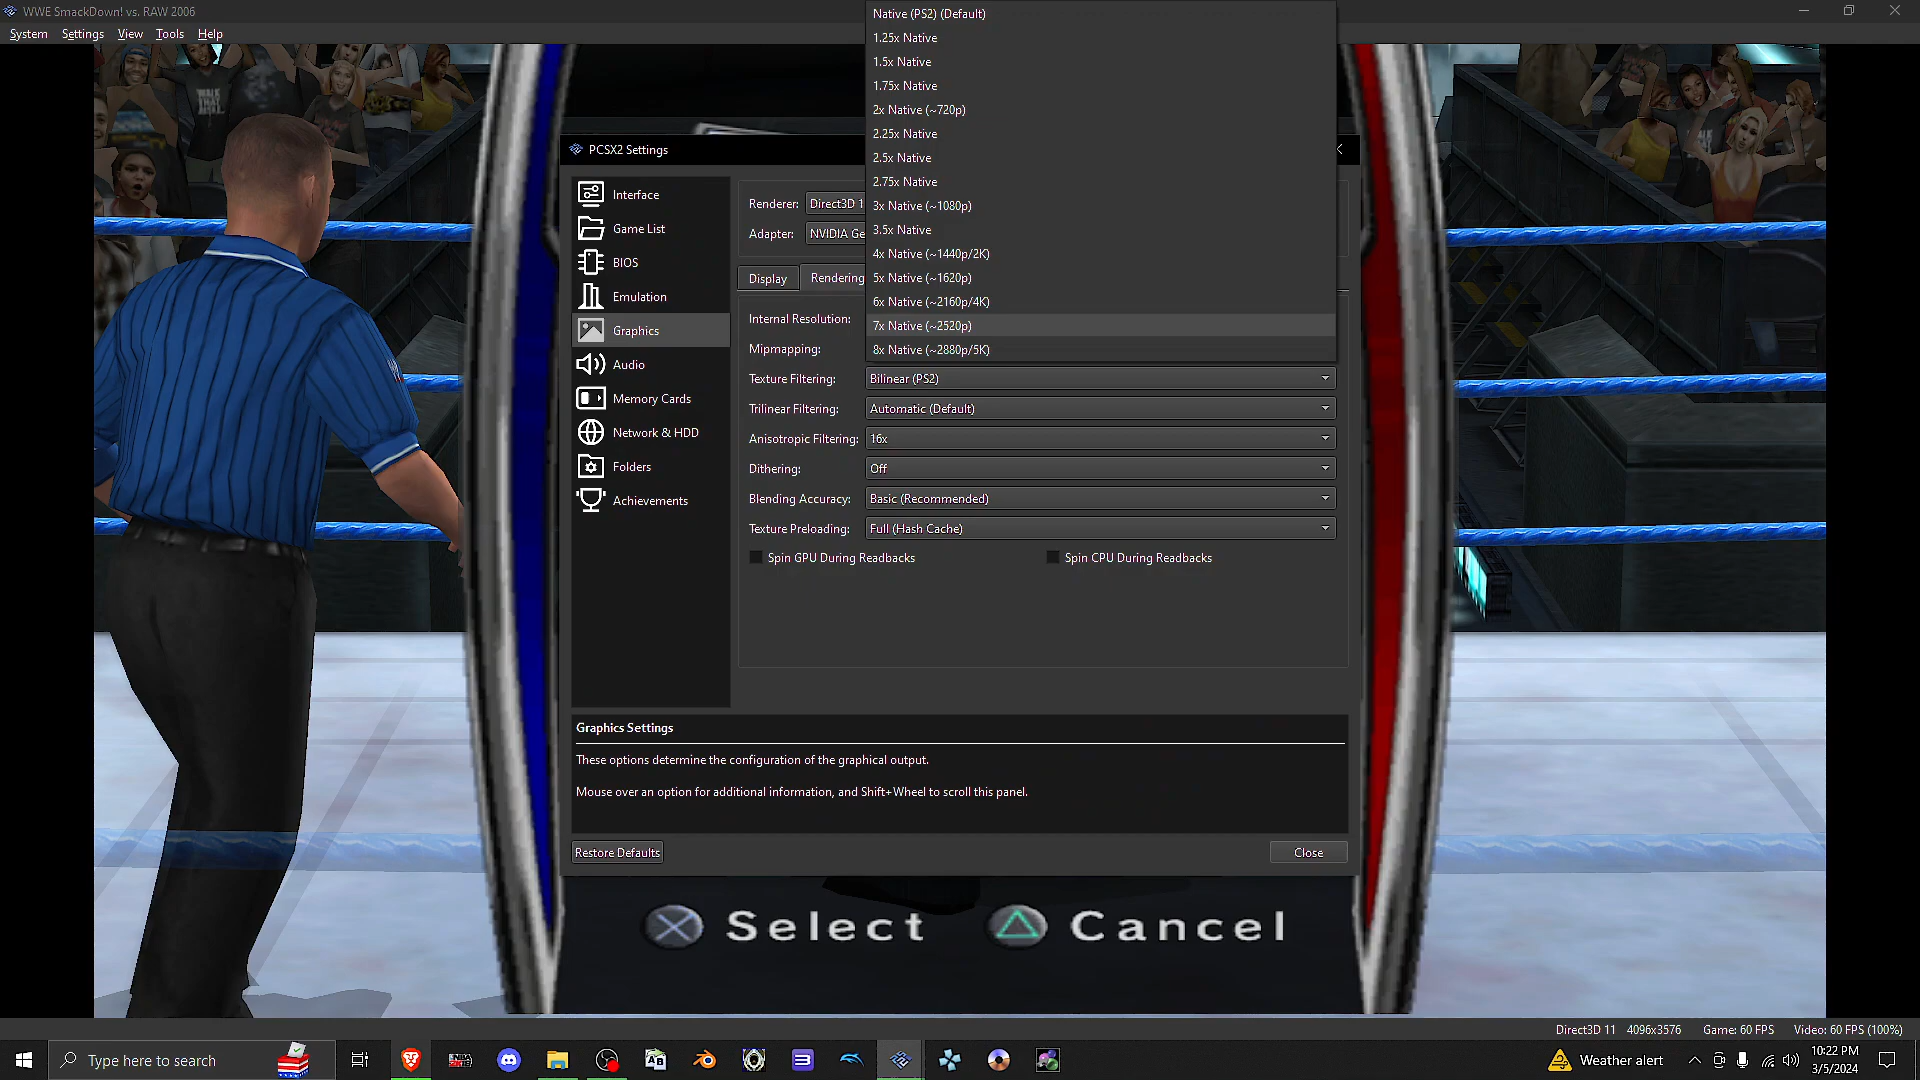 WWE SmackDown! vs. RAW 2006
System Settings View Tools Help
Native (PS2) (Default)
1.25x Native
1.5x Native
1.75x Native
2x Native (~720p)
2.25x Native
2.5x Native
2.75x Native
3x Native (~1080p)
3.5x Native
4x Native (~1440p/2K)
5x Native (~1620p)
6x Native (~2160p/4K)
7x Native (~2520p)
8x Native (~2880p/5K)
PCSX2 Settings
Interface
Game List
BIOS
Emulation
Graphics
Audio
Memory Cards
Network & HDD
Folders
Achievements
Renderer: Direct3D 1
Adapter: NVIDIA Ge
Display Rendering
Internal Resolution:
Mipmapping:
Texture Filtering: Bilinear (PS2)
Trilinear Filtering: Automatic (Default)
Anisotropic Filtering: 16x
Dithering: Off
Blending Accuracy: Basic (Recommended)
Texture Preloading: Full (Hash Cache)
Spin GPU During Readbacks Spin CPU During Readbacks
Graphics Settings
These options determine the configuration of the graphical output.
Mouse over an option for additional information, and Shift+Wheel to scroll this panel.
Restore Defaults Close
Select Cancel
Direct3D 11 4096x3576 Game: 60 FPS Video: 60 FPS (100%)
Type here to search
Weather alert
10:22 PM
3/5/2024